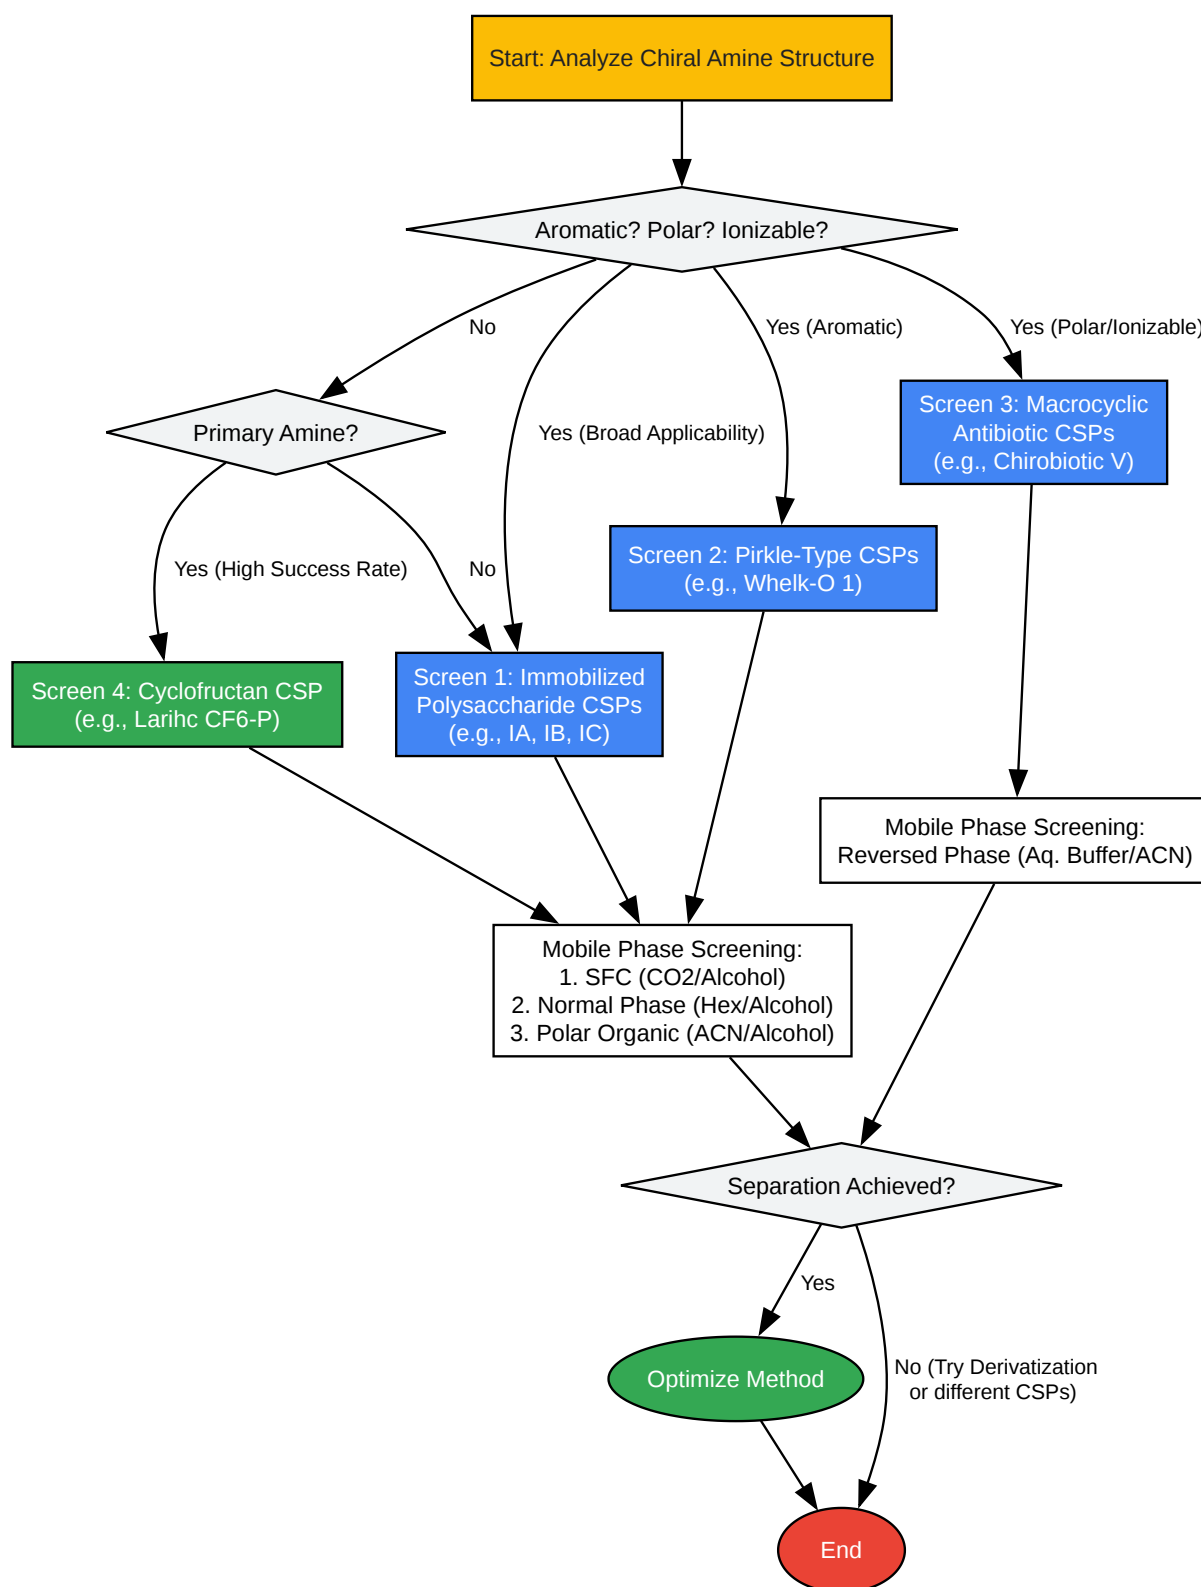 Start: Analyze Chiral Amine Structure
Aromatic? Polar? Ionizable?
No
Yes (Aromatic)
Yes (Polar/Ionizable)
Primary Amine?
Yes (Broad Applicability)
Screen 3: Macrocyclic
Antibiotic CSPs
(e.g., Chirobiotic V)
Yes (High Success Rate)
No
Screen 2: Pirkle-Type CSPs
(e.g., Whelk-O 1)
Screen 4: Cyclofructan CSP
(e.g., Larihc CF6-P)
Screen 1: Immobilized
Polysaccharide CSPs
(e.g., IA, IB, IC)
Mobile Phase Screening:
Reversed Phase (Aq. Buffer/ACN)
Mobile Phase Screening:
1. SFC (CO2/Alcohol)
2. Normal Phase (Hex/Alcohol)
3. Polar Organic (ACN/Alcohol)
Separation Achieved?
Yes
No (Try Derivatization
or different CSPs)
Optimize Method
End